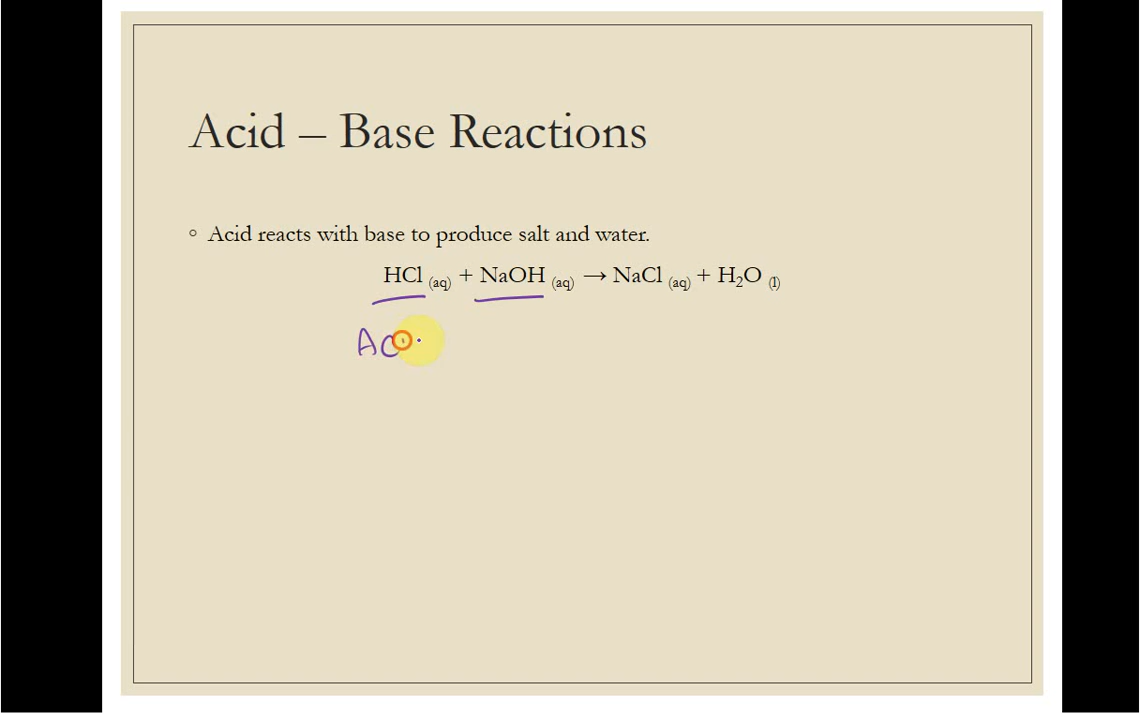 Acid – Base Reactions
◦ Acid reacts with base to produce salt and water.
HCl (aq) + NaOH (aq) → NaCl (aq) + H₂O (l)